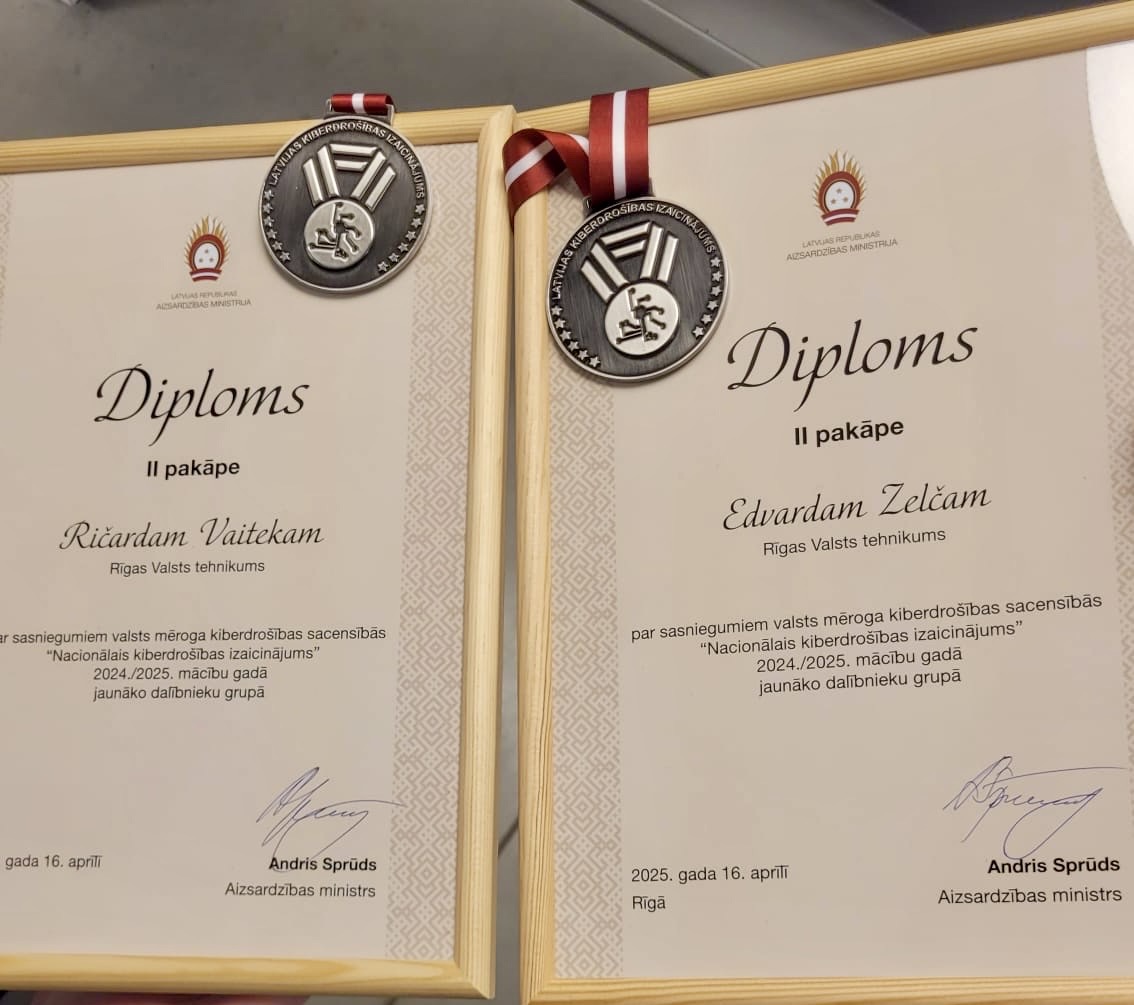 LATVIJAS KIBERDROŠĪBAS IZAICINĀJUMS
LATVIJAS REPUBLIKAS
AIZSARDZĪBAS MINISTRIJA
Diploms
II pakāpe
Ričardam Vaitekam
Rīgas Valsts tehnikums
par sasniegumiem valsts mēroga kiberdrošības sacensībās
“Nacionālais kiberdrošības izaicinājums”
2024./2025. mācību gadā
jaunāko dalībnieku grupā
gada 16. aprīlī
Andris Sprūds
Aizsardzības ministrs
LATVIJAS KIBERDROŠĪBAS IZAICINĀJUMS
LATVIJAS REPUBLIKAS
AIZSARDZĪBAS MINISTRIJA
Diploms
II pakāpe
Edvardam Zelčam
Rīgas Valsts tehnikums
par sasniegumiem valsts mēroga kiberdrošības sacensībās
“Nacionālais kiberdrošības izaicinājums”
2024./2025. mācību gadā
jaunāko dalībnieku grupā
2025. gada 16. aprīlī
Rīgā
Andris Sprūds
Aizsardzības ministrs